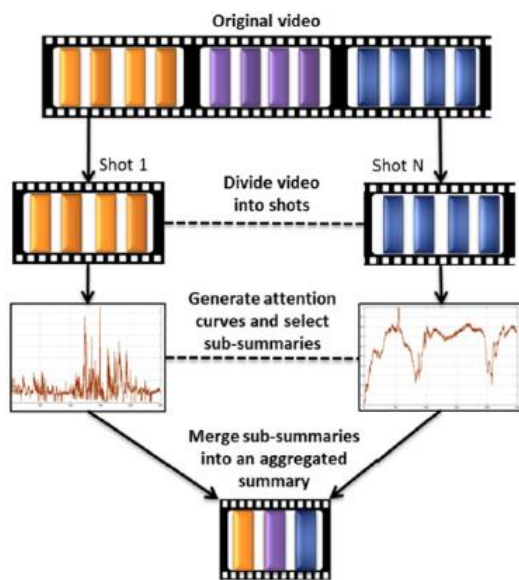 Original video
Shot 1
Shot N
Divide video
into shots
Generate attention
curves and select
sub-summaries
Merge sub-summaries
into an aggregated
summary